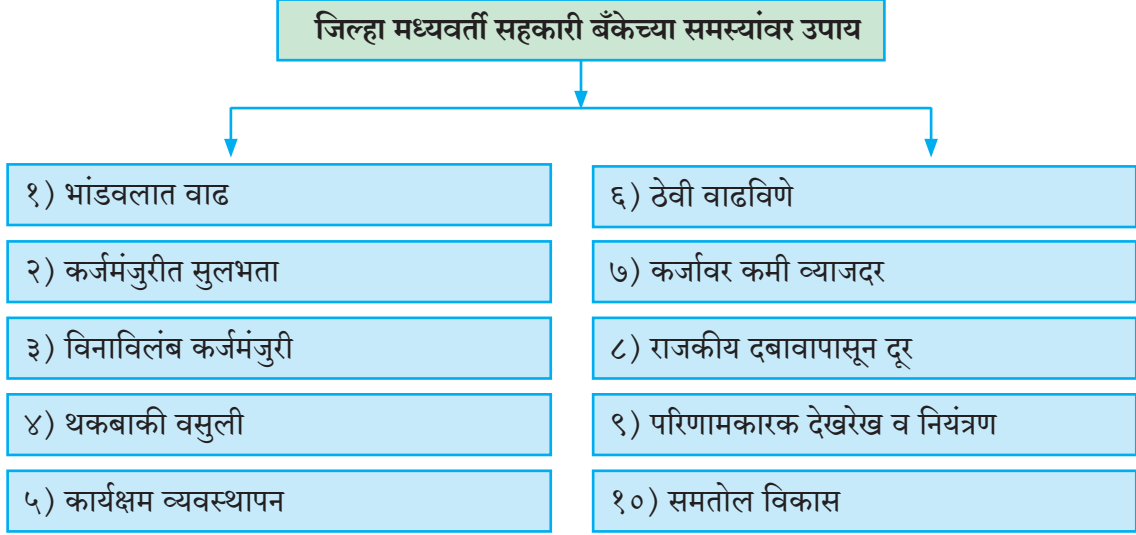 जिल्हा मध्यवर्ती सहकारी बँकेच्या समस्यांवर उपाय
१) भांडवलात वाढ
२) कर्जमंजुरीत सुलभता
३) विनाविलंब कर्जमंजुरी
४) थकबाकी वसुली
५) कार्यक्षम व्यवस्थापन
६) ठेवी वाढविणे
७) कर्जावर कमी व्याजदर
८) राजकीय दबावापासून दूर
९) परिणामकारक देखरेख व नियंत्रण
१०) समतोल विकास